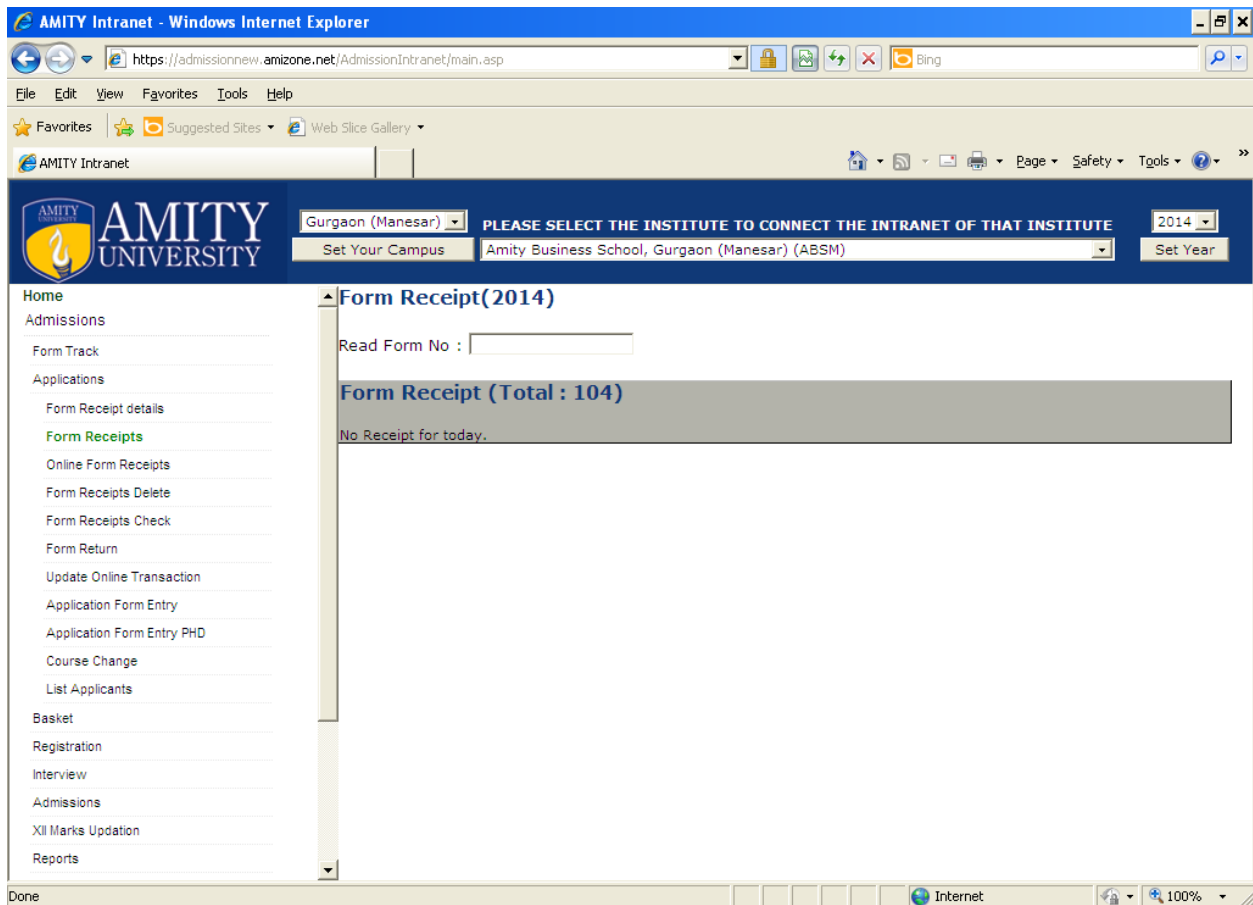 AMITY Intranet - Windows Internet Explorer
https://admissionnew.amizone.net/AdmissionIntranet/main.asp
Bing
File Edit View Favorites Tools Help
Favorites Suggested Sites Web Slice Gallery
AMITY Intranet
Page Safety Tools
AMITY
UNIVERSITY
AMITY
UNIVERSITY
Gurgaon (Manesar) PLEASE SELECT THE INSTITUTE TO CONNECT THE INTRANET OF THAT INSTITUTE 2014
Set Your Campus Amity Business School, Gurgaon (Manesar) (ABSM) Set Year
Home
Admissions
Form Track
Applications
Form Receipt details
Form Receipts
Online Form Receipts
Form Receipts Delete
Form Receipts Check
Form Return
Update Online Transaction
Application Form Entry
Application Form Entry PHD
Course Change
List Applicants
Basket
Registration
Interview
Admissions
XII Marks Updation
Reports
Form Receipt(2014)
Read Form No :
Form Receipt (Total : 104)
No Receipt for today.
Done Internet 100%